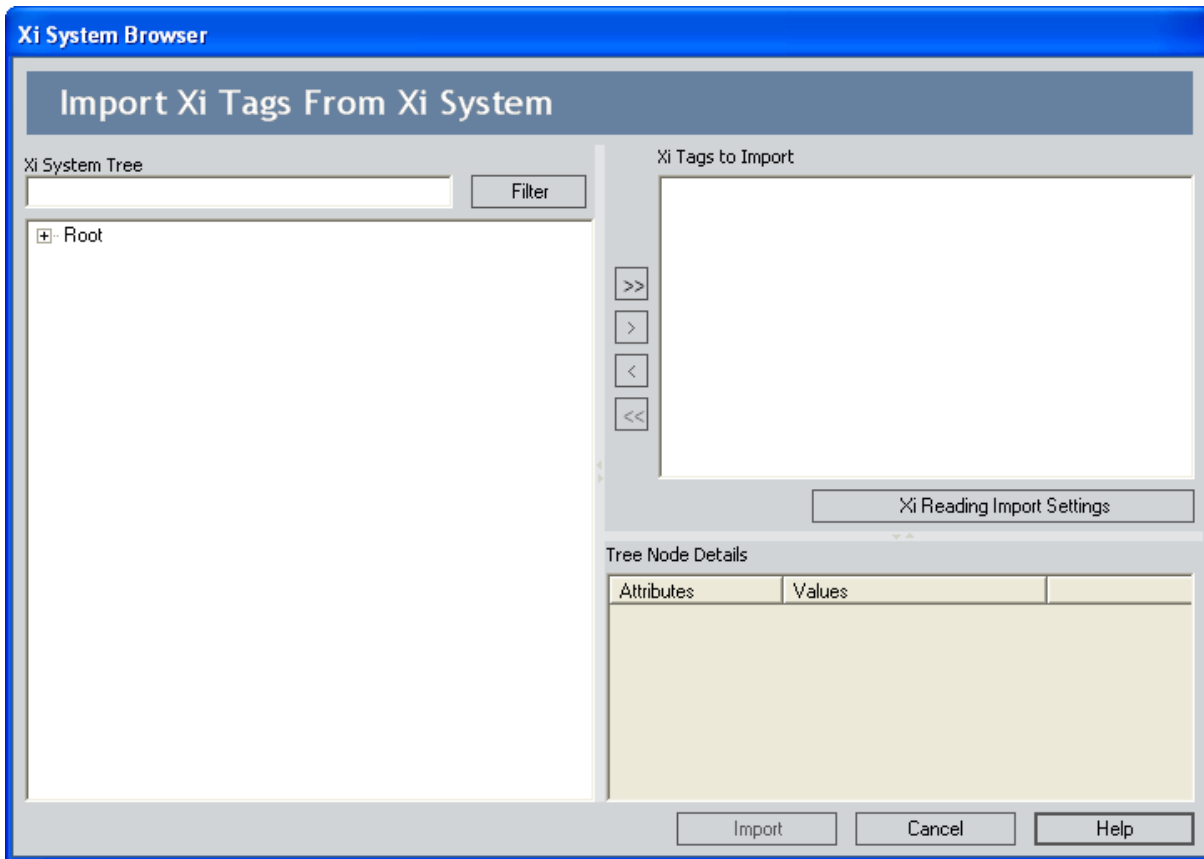 Xi System Browser
Import Xi Tags From Xi System
Xi System Tree
Filter
Root
Xi Tags to Import
>>
>
<
<<
Xi Reading Import Settings
Tree Node Details
Attributes Values
Import Cancel Help